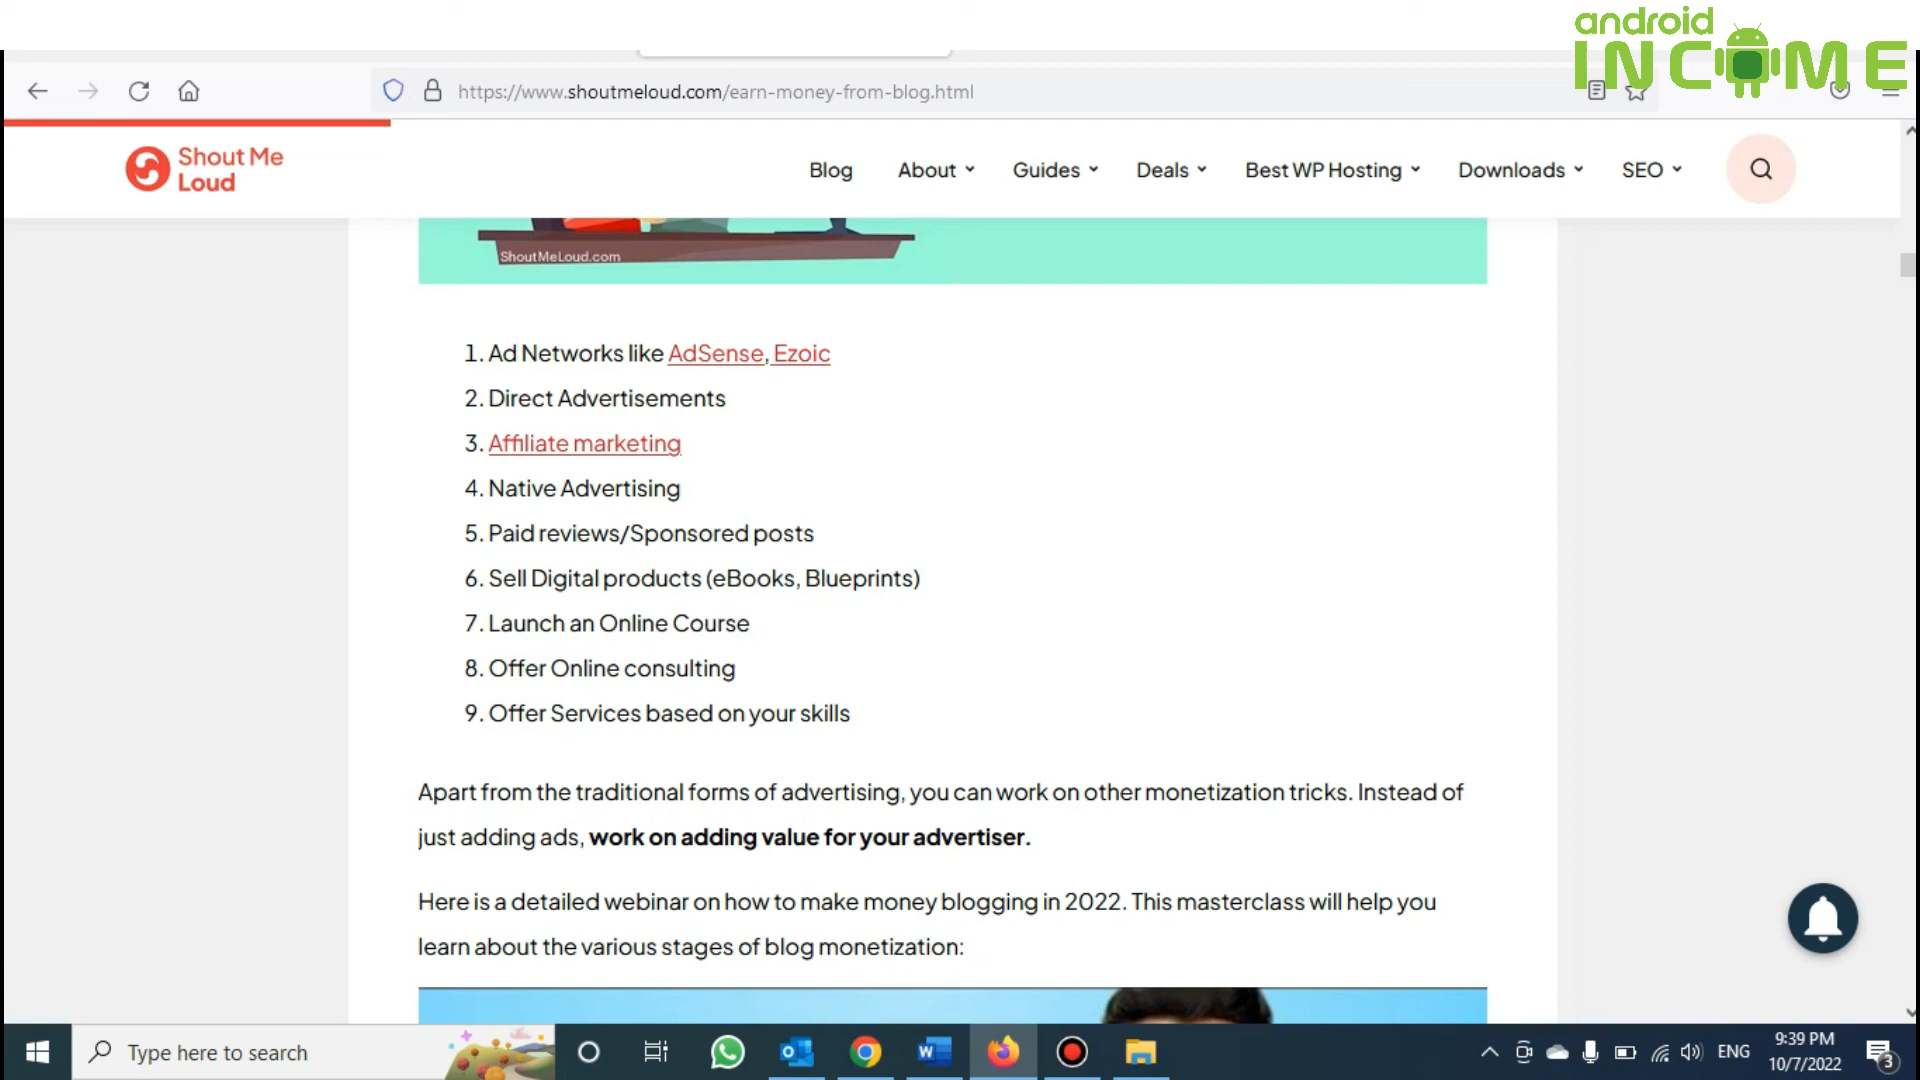 android
INCOME
https://www.shoutmeloud.com/earn-money-from-blog.html
Shout Me
Loud
Blog About Guides Deals Best WP Hosting Downloads SEO
ShoutMeLoud.com
1. Ad Networks like AdSense, Ezoic
2. Direct Advertisements
3. Affiliate marketing
4. Native Advertising
5. Paid reviews/Sponsored posts
6. Sell Digital products (eBooks, Blueprints)
7. Launch an Online Course
8. Offer Online consulting
9. Offer Services based on your skills
Apart from the traditional forms of advertising, you can work on other monetization tricks. Instead of
just adding ads, work on adding value for your advertiser.
Here is a detailed webinar on how to make money blogging in 2022. This masterclass will help you
learn about the various stages of blog monetization:
Type here to search
ENG
9:39 PM
10/7/2022
3